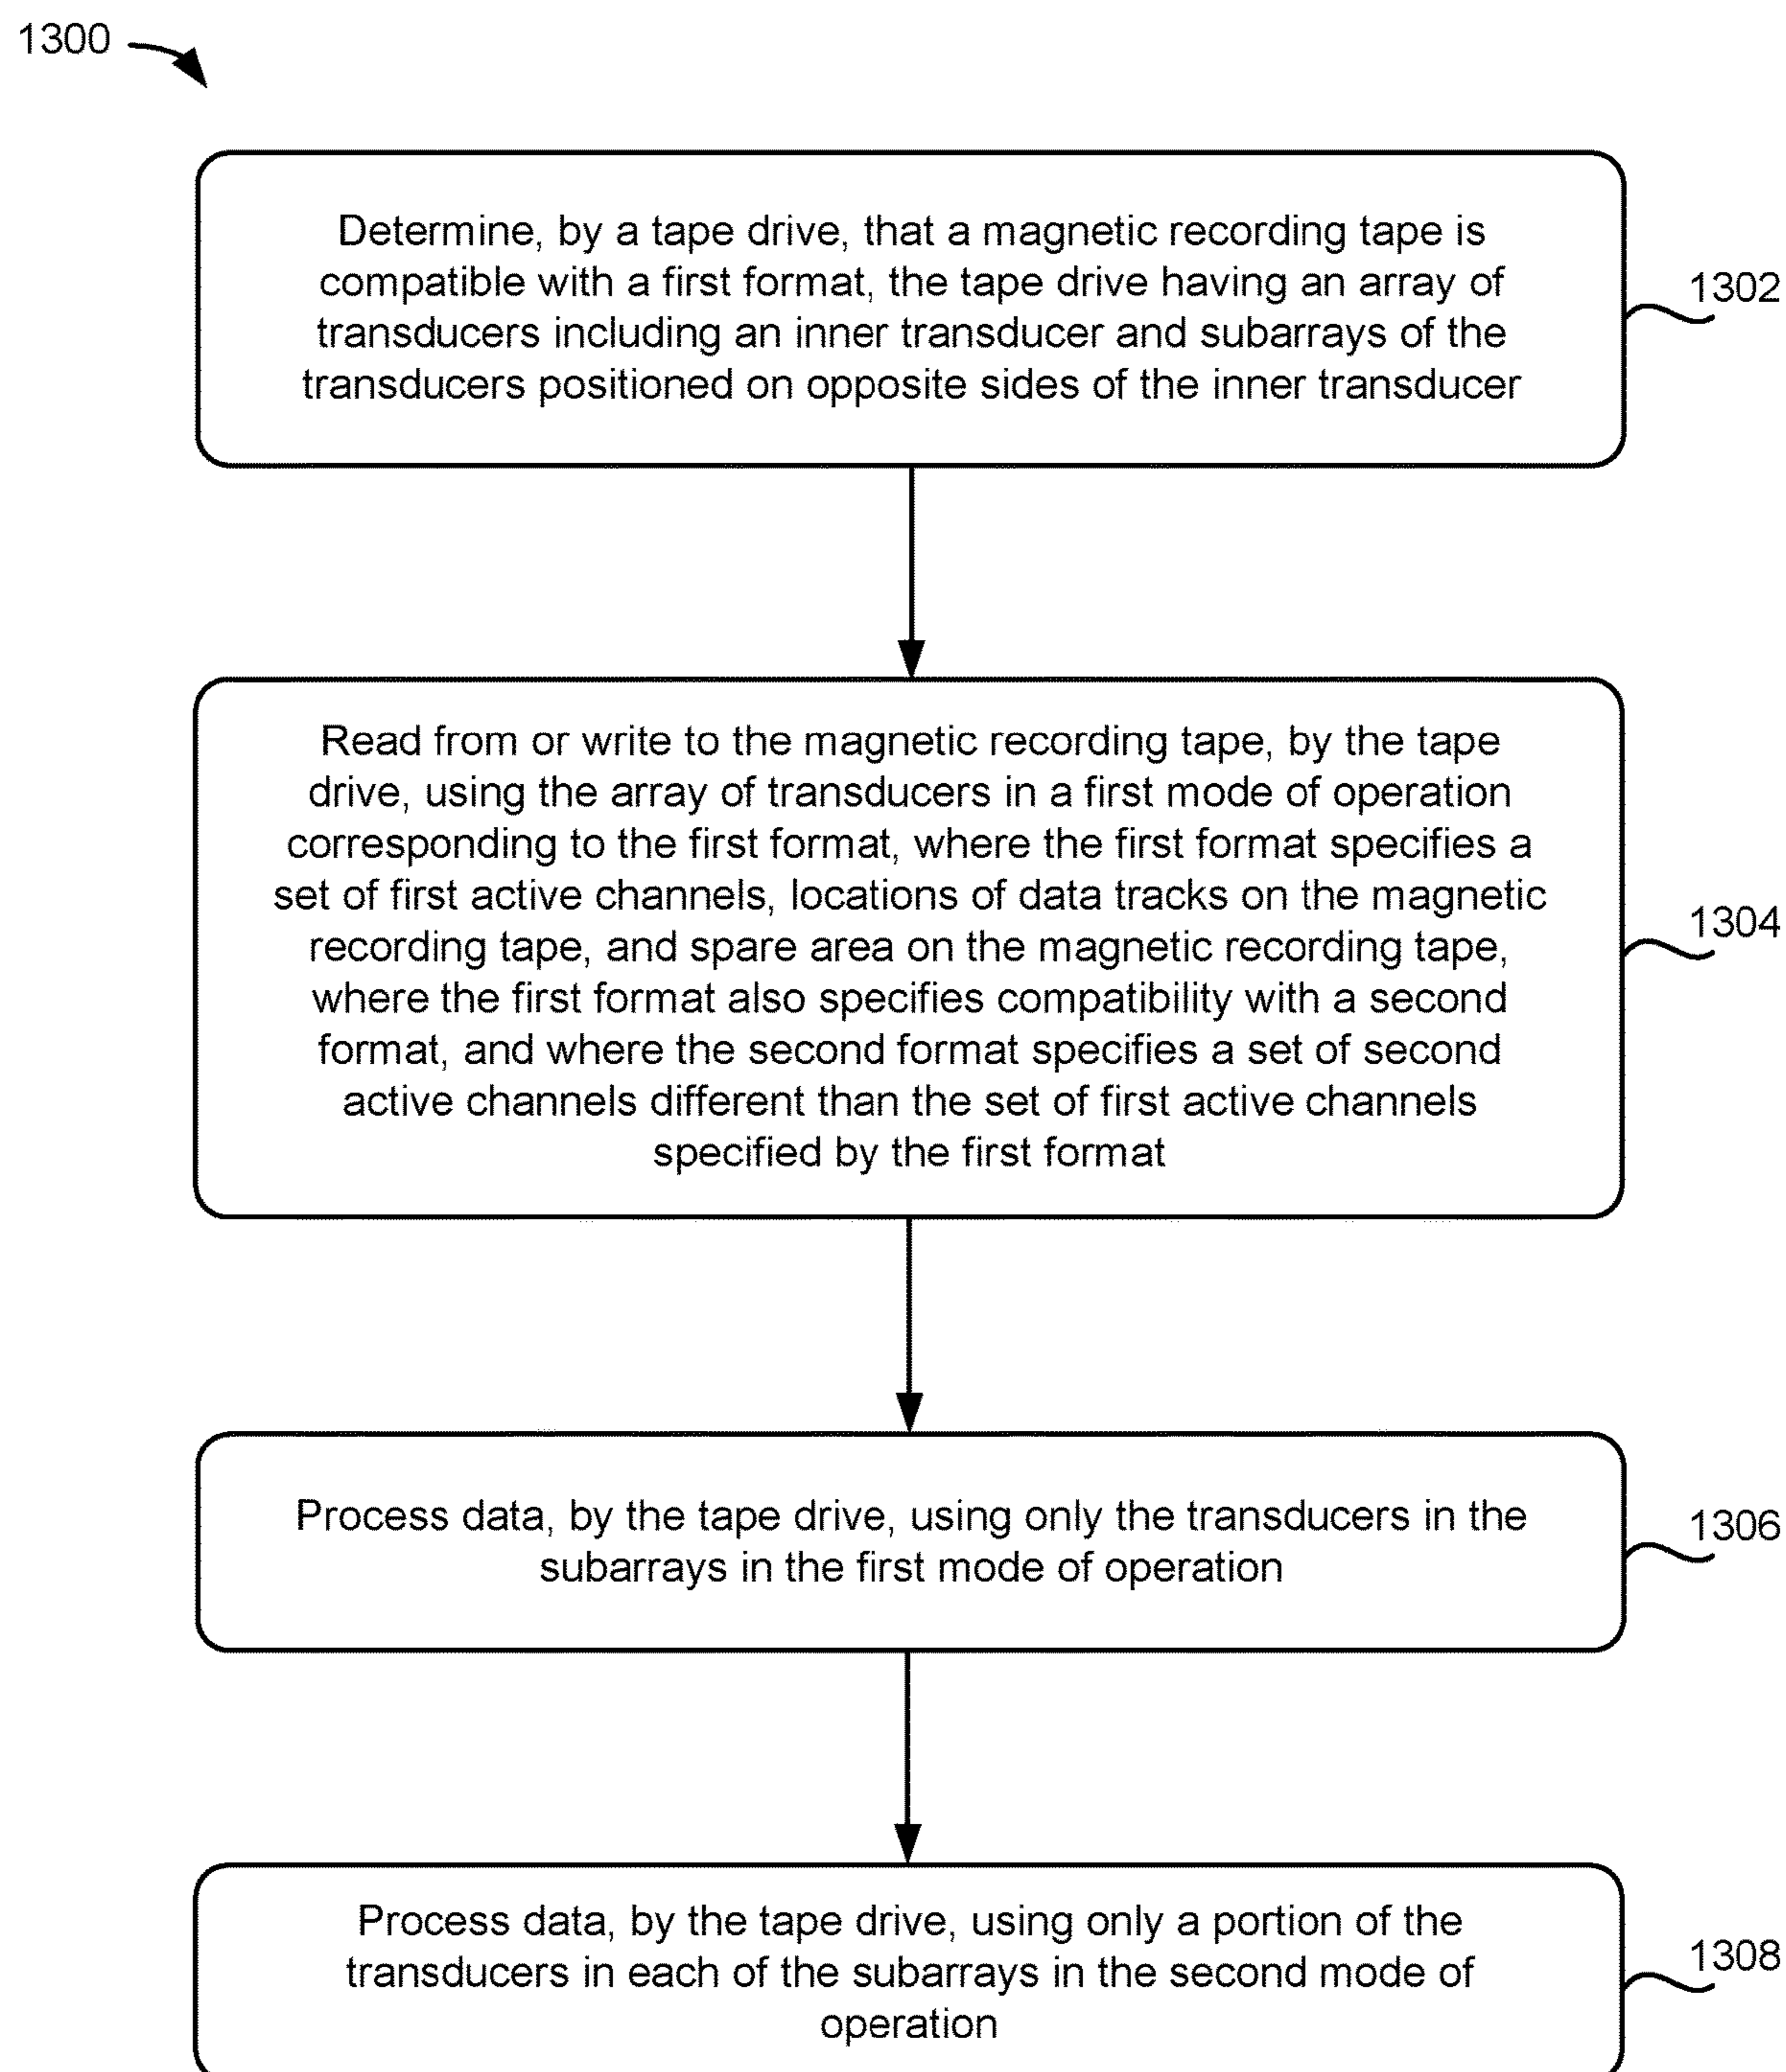 1300
Determine, by a tape drive, that a magnetic recording tape is
compatible with a first format, the tape drive having an array of
transducers including an inner transducer and subarrays of the
transducers positioned on opposite sides of the inner transducer
1302
Read from or write to the magnetic recording tape, by the tape
drive, using the array of transducers in a first mode of operation
corresponding to the first format, where the first format specifies a
set of first active channels, locations of data tracks on the magnetic
recording tape, and spare area on the magnetic recording tape,
where the first format also specifies compatibility with a second
format, and where the second format specifies a set of second
active channels different than the set of first active channels
specified by the first format
1304
Process data, by the tape drive, using only the transducers in the
subarrays in the first mode of operation
1306
Process data, by the tape drive, using only a portion of the
transducers in each of the subarrays in the second mode of
operation
1308